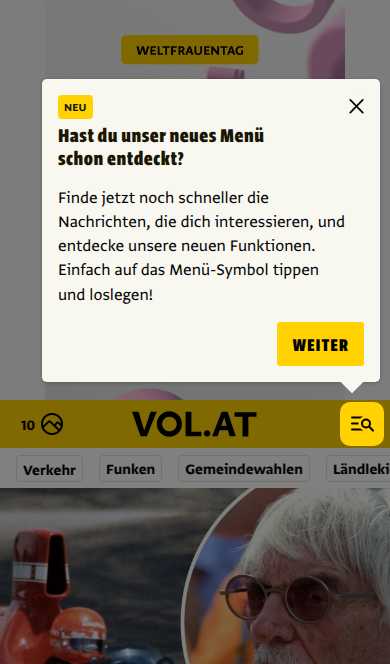 WELTFRAUENTAG
NEU
Hast du unser neues Menü
schon entdeckt?
Finde jetzt noch schneller die
Nachrichten, die dich interessieren, und
entdecke unsere neuen Funktionen.
Einfach auf das Menü-Symbol tippen
und loslegen!
WEITER
10
VOL.AT
Verkehr
Funken
Gemeindewahlen
Ländleki